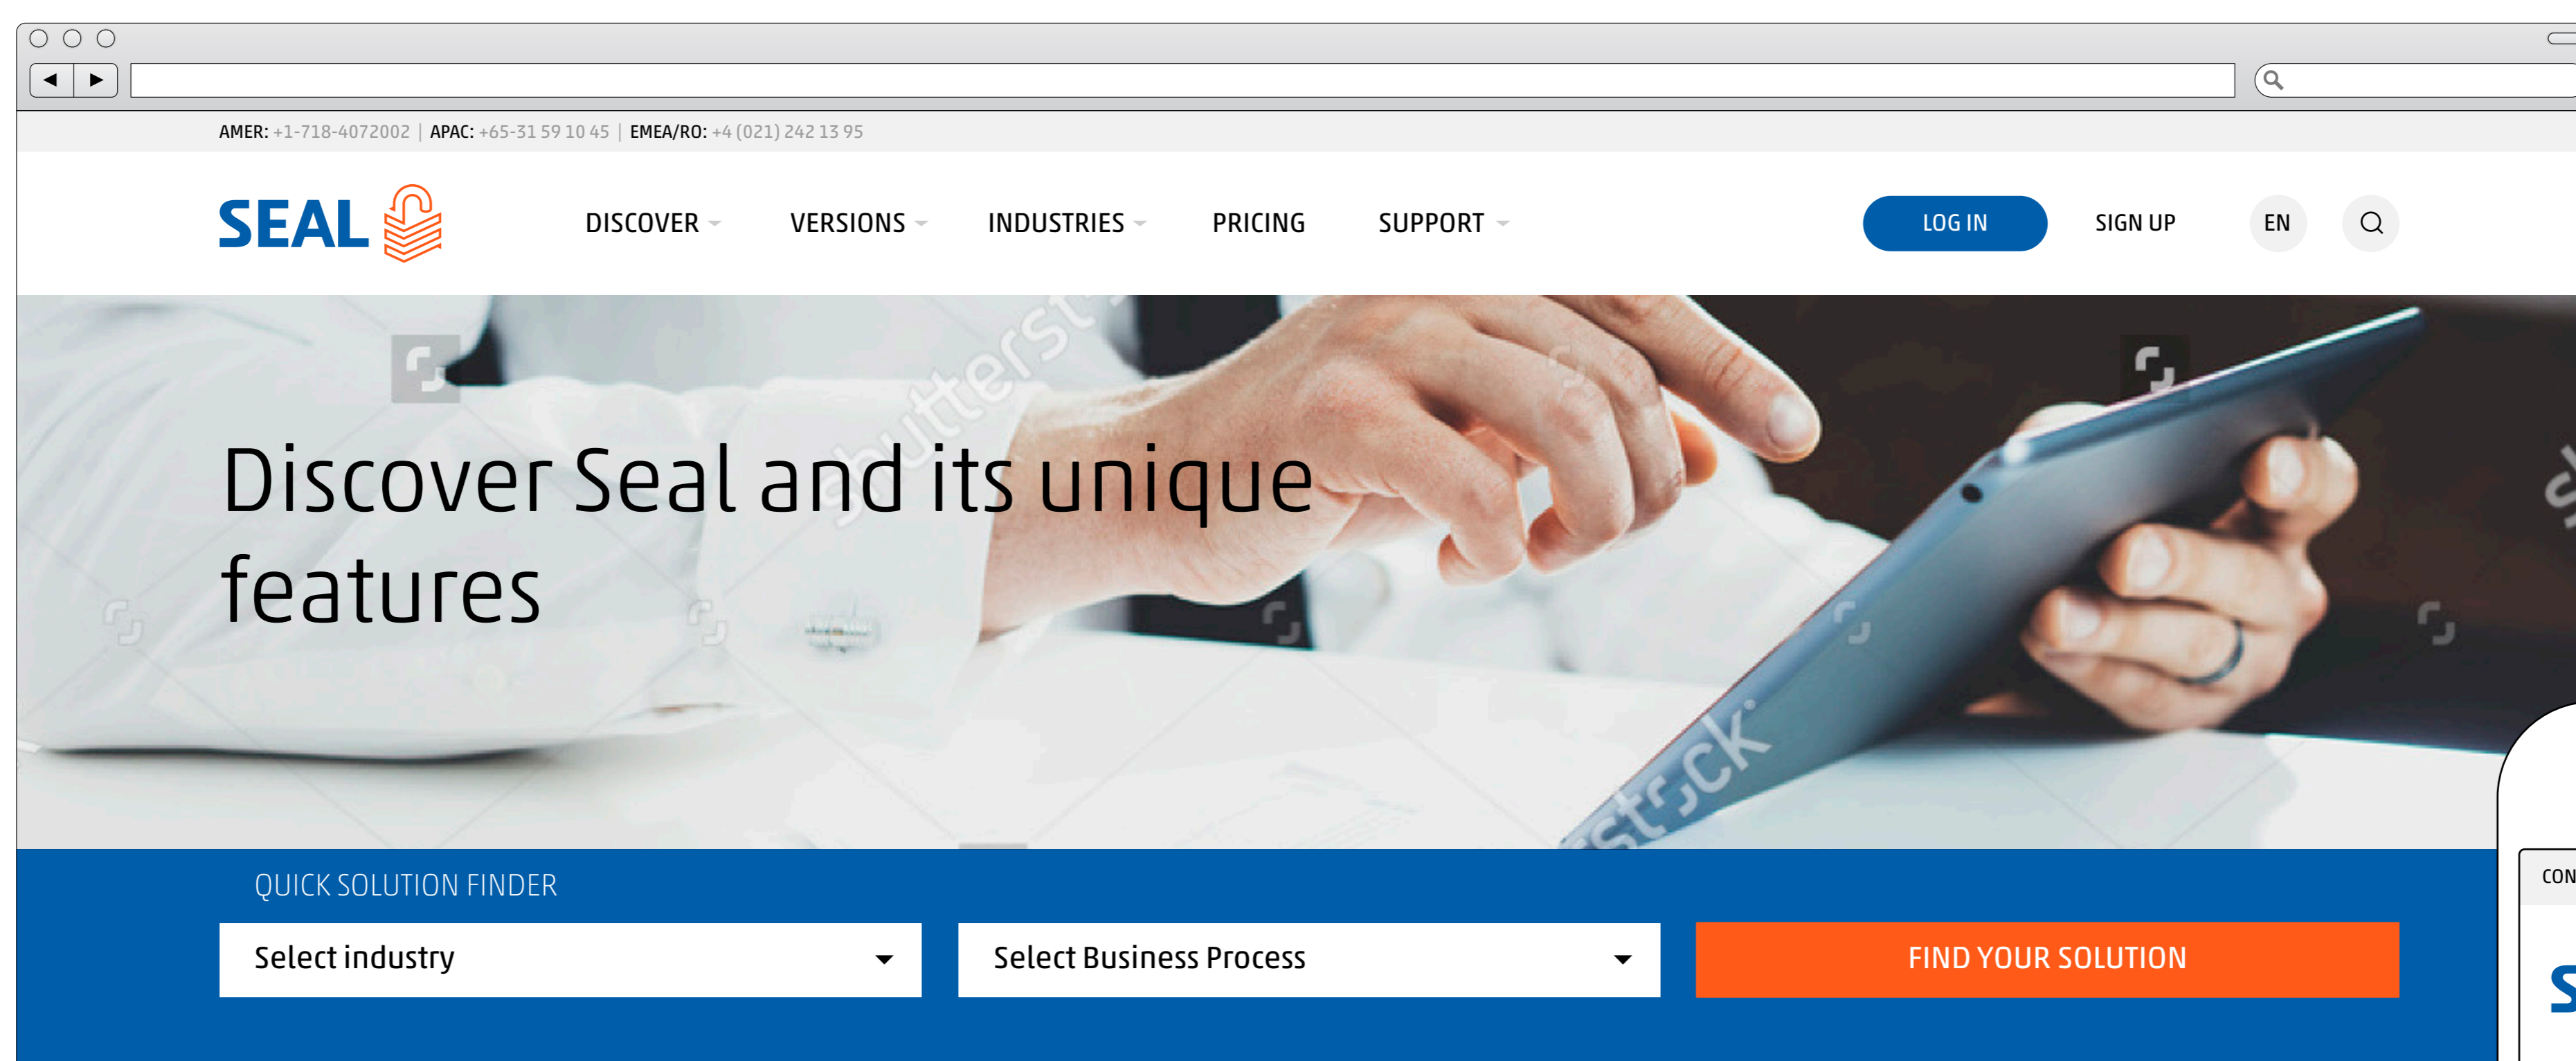 AMER: +1-718-4072002 | APAC: +65-31 59 10 45 | EMEA/RO: +4 (021) 242 13 95
SEAL
DISCOVER
VERSIONS
INDUSTRIES
PRICING
SUPPORT
LOG IN
SIGN UP
EN
Discover Seal and its unique
features
QUICK SOLUTION FINDER
Select industry
Select Business Process
FIND YOUR SOLUTION
CON
S